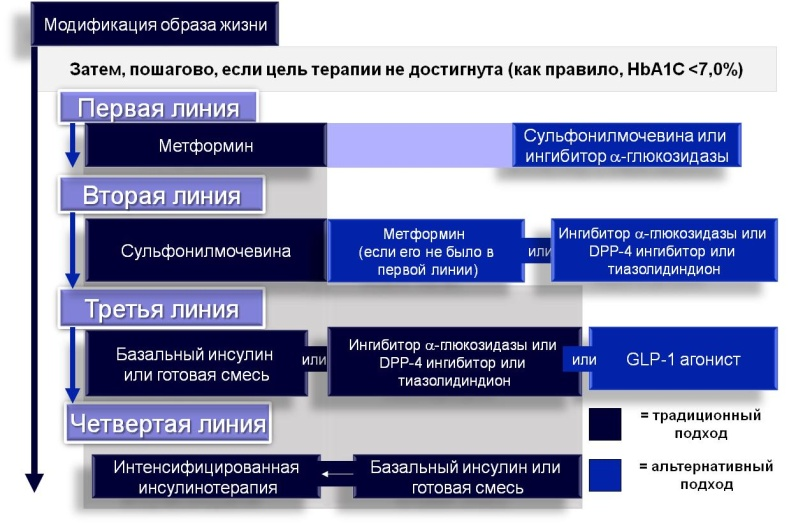 Модификация образа жизни
Затем, пошагово, если цель терапии не достигнута (как правило, HbA1C <7,0%)
Первая линия
Метформин
Сульфонилмочевина или
ингибитор α-глюкозидазы
Вторая линия
Сульфонилмочевина
Метформин
(если его не было в
первой линии)
или
Ингибитор α-глюкозидазы или
DPP-4 ингибитор или
тиазолидиндион
Третья линия
Базальный инсулин
или готовая смесь
или
Ингибитор α-глюкозидазы или
DPP-4 ингибитор или
тиазолидиндион
или
GLP-1 агонист
Четвертая линия
Интенсифицированная
инсулинотерапия
Базальный инсулин или
готовая смесь
= традиционный
подход
= альтернативный
подход